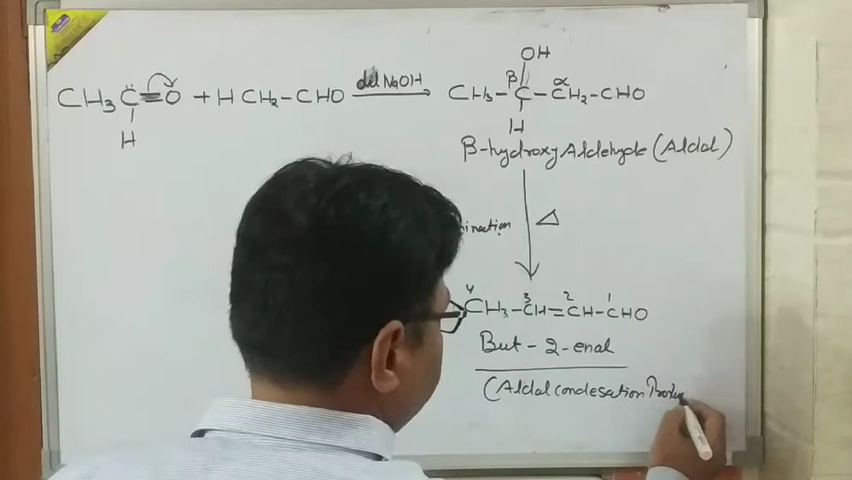 CH3 C=O + H CH2-CHO dil NaOH
H
OH
β α
CH3-C-CH2-CHO
H
β-hydroxy Aldehyde (Aldol)
Δ
4 3 2 1
CH3-CH=CH-CHO
But-2-enal
(Aldol condesation